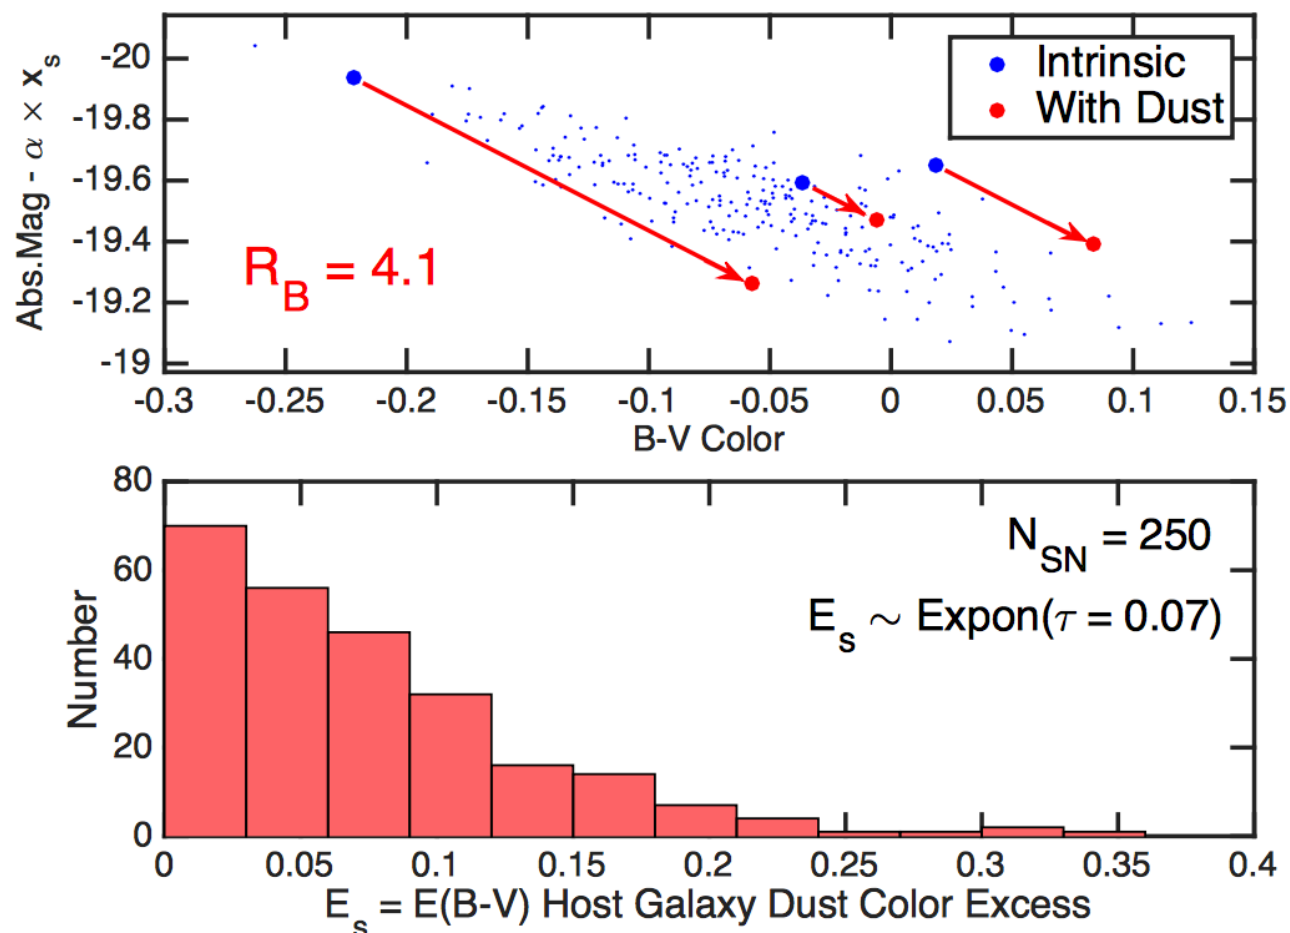 -20
-19.8
-19.6
-19.4
-19.2
-19
Abs.Mag - α × x_s
Intrinsic
With Dust
R_B = 4.1
-0.3 -0.25 -0.2 -0.15 -0.1 -0.05 0 0.05 0.1 0.15
B-V Color
80
60
40
20
0
Number
N_SN = 250
E_s ~ Expon(τ = 0.07)
0 0.05 0.1 0.15 0.2 0.25 0.3 0.35 0.4
E_s = E(B-V) Host Galaxy Dust Color Excess